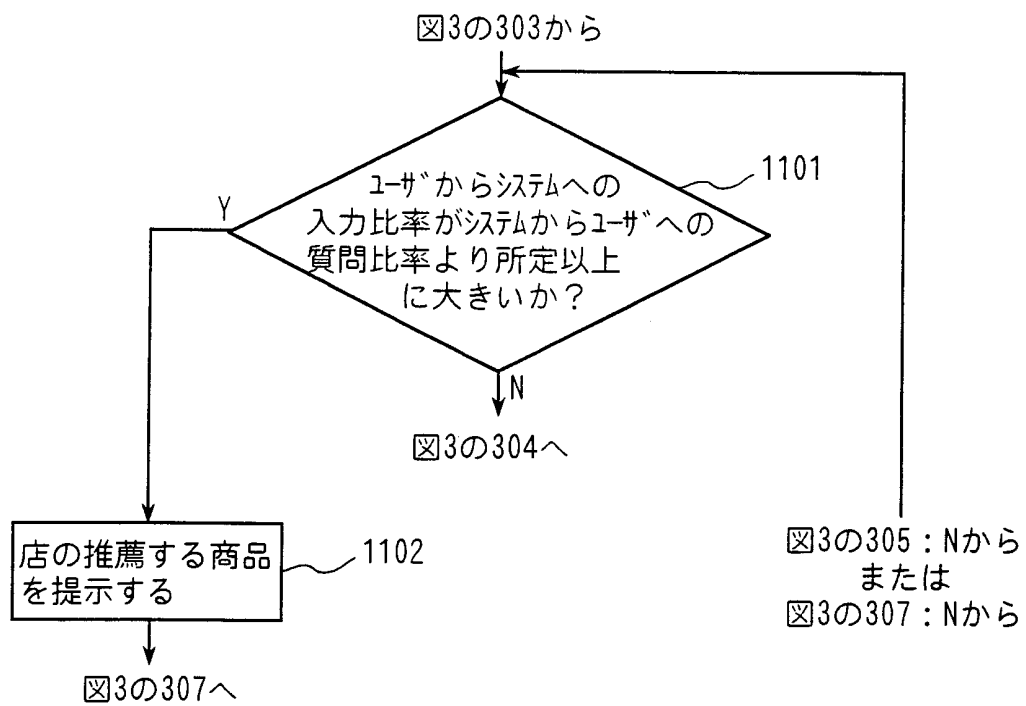 図3の303から
1101
Y
ﾕｰｻﾞからｼｽﾃﾑへの
入力比率がｼｽﾃﾑからﾕｰｻﾞへの
質問比率より所定以上
に大きいか？
N
図3の304へ
店の推薦する商品
を提示する
1102
図3の307へ
図3の305：Nから
または
図3の307：Nから